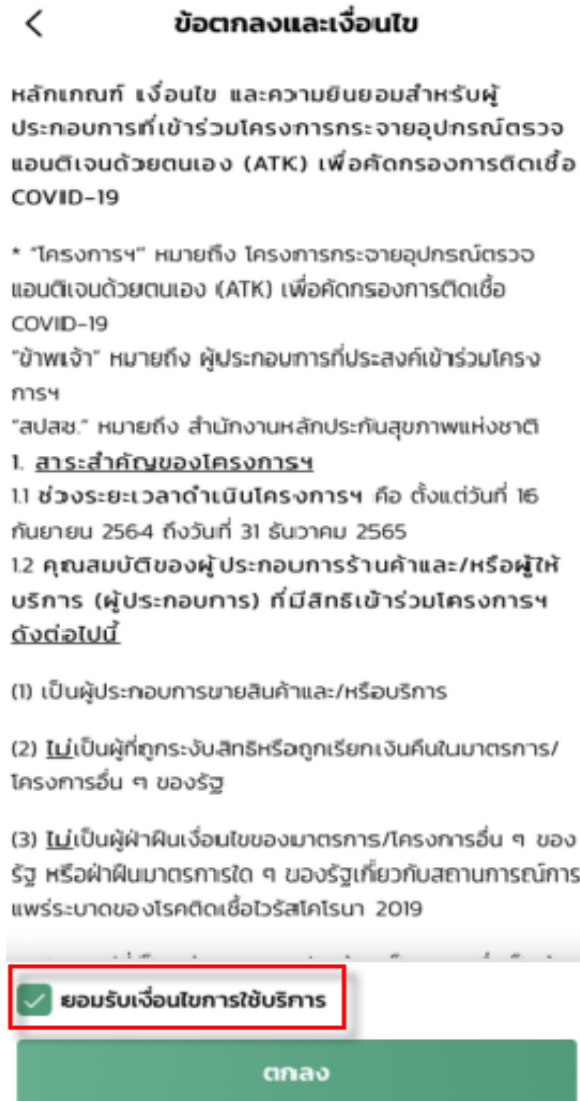 ข้อตกลงและเงื่อนไข
หลักเกณฑ์ เงื่อนไข และความยินยอมสำหรับผู้
ประกอบการที่เข้าร่วมโครงการกระจายอุปกรณ์ตรวจ
แอนติเจนด้วยตนเอง (ATK) เพื่อคัดกรองการติดเชื้อ
COVID-19
* "โครงการฯ" หมายถึง โครงการกระจายอุปกรณ์ตรวจ
แอนติเจนด้วยตนเอง (ATK) เพื่อคัดกรองการติดเชื้อ
COVID-19
"ข้าพเจ้า" หมายถึง ผู้ประกอบการที่ประสงค์เข้าร่วมโครง
การฯ
"สปสช." หมายถึง สำนักงานหลักประกันสุขภาพแห่งชาติ
1. สาระสำคัญของโครงการฯ
1.1 ช่วงระยะเวลาดำเนินโครงการฯ คือ ตั้งแต่วันที่ 16
กันยายน 2564 ถึงวันที่ 31 ธันวาคม 2565
1.2 คุณสมบัติของผู้ประกอบการร้านค้าและ/หรือผู้ให้
บริการ (ผู้ประกอบการ) ที่มีสิทธิเข้าร่วมโครงการฯ
ดังต่อไปนี้
(1) เป็นผู้ประกอบการขายสินค้าและ/หรือบริการ
(2) ไม่เป็นผู้ที่ถูกระงับสิทธิหรือถูกเรียกเงินคืนในมาตรการ/
โครงการอื่น ๆ ของรัฐ
(3) ไม่เป็นผู้ฝ่าฝืนเงื่อนไขของมาตรการ/โครงการอื่น ๆ ของ
รัฐ หรือฝ่าฝืนมาตรการใด ๆ ของรัฐเกี่ยวกับสถานการณ์การ
แพร่ระบาดของโรคติดเชื้อไวรัสโคโรนา 2019
ยอมรับเงื่อนไขการใช้บริการ
ตกลง